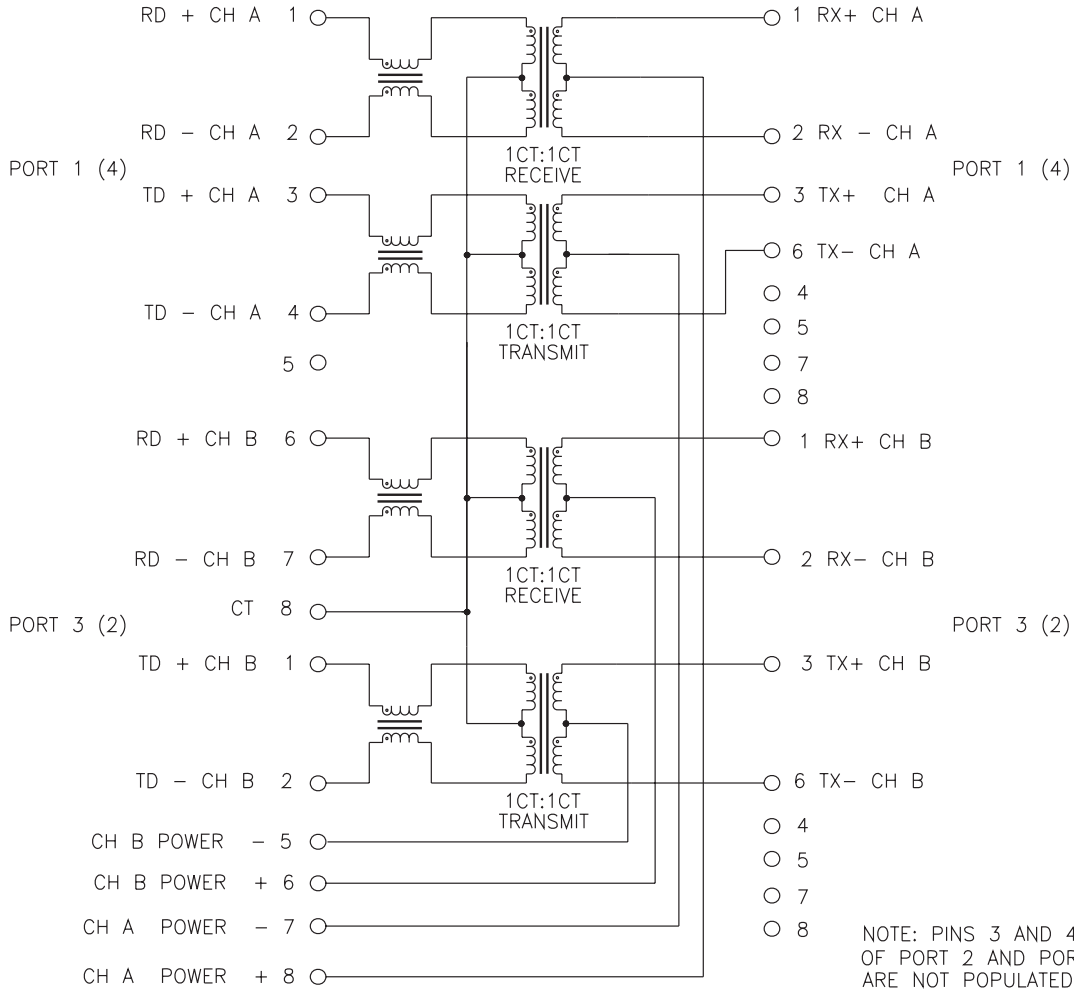 RD + CH A 1
1 RX+ CH A
RD - CH A 2
2 RX - CH A
1CT:1CT
RECEIVE
PORT 1 (4)
PORT 1 (4)
TD + CH A 3
3 TX+ CH A
6 TX- CH A
TD - CH A 4
4
5
1CT:1CT
TRANSMIT
5
7
8
RD + CH B 6
1 RX+ CH B
RD - CH B 7
2 RX- CH B
1CT:1CT
RECEIVE
CT 8
PORT 3 (2)
PORT 3 (2)
TD + CH B 1
3 TX+ CH B
TD - CH B 2
6 TX- CH B
1CT:1CT
TRANSMIT
4
CH B POWER - 5
5
CH B POWER + 6
7
CH A POWER - 7
8
CH A POWER + 8
NOTE: PINS 3 AND 4
OF PORT 2 AND POR
ARE NOT POPULATED